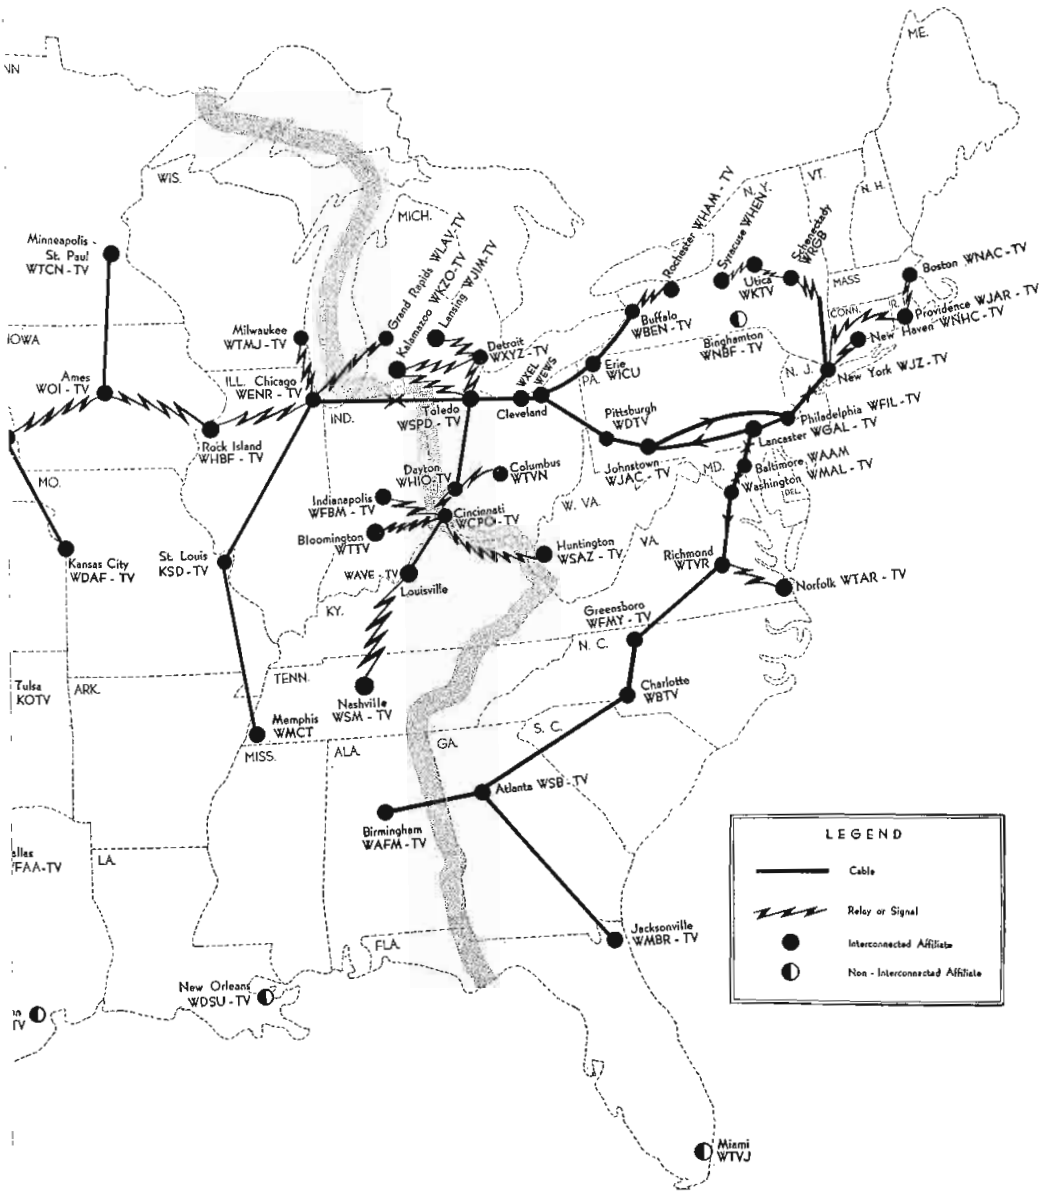 ME.
NN
VT.
N. Y.
N. H.
WIS.
MICH.
Rochester WHAM - TV
Syracuse WHEN
Schenectady
WRGB
Utica
WKTV
Minneapolis
St. Paul
WTCN - TV
Grand Rapids WLAV-TV
Kalamazoo WKZO-TV
Lansing WJIM-TV
Boston WNAC-TV
MASS
CONN.
R.
Providence WJAR - TV
New Haven WNHC-TV
Buffalo
WBEN - TV
Binghamton
WNBF - TV
IOWA
Milwaukee
WTMJ - TV
Detroit
WXYZ - TV
Erie
WICU
PA.
N. J.
New York WJZ - TV
Ames
WOI - TV
ILL.
Chicago
WENR - TV
IND.
Toledo
WSPD - TV
WXEL
WEWS
Cleveland
Pittsburgh
WDTV
Philadelphia WFIL-TV
Lancaster WGAL - TV
Rock Island
WHBF - TV
Johnstown
WJAC - TV
MD.
Baltimore WAAM
Washington WMAL - TV
DEL.
MO.
Dayton
WHIO-TV
Columbus
WTVN
Indianapolis
WFBM - TV
Cincinnati
WCPO-TV
W. VA.
VA.
Bloomington
WTTV
Kansas City
WDAF - TV
St. Louis
KSD - TV
WAVE - TV
Louisville
Huntington
WSAZ - TV
Richmond
WTVR
Norfolk WTAR - TV
KY.
Greensboro
WFMY - TV
N. C.
Tulsa
KOTV
ARK.
TENN.
Nashville
WSM - TV
Charlotte
WBTV
Memphis
WMCT
MISS.
ALA.
GA.
S. C.
Atlanta WSB - TV
Birmingham
WAFM - TV
LEGEND
Cable
Relay or Signal
Interconnected Affiliate
Non - Interconnected Affiliate
allas
FAA-TV
LA.
FLA.
Jacksonville
WMBR - TV
New Orleans
WDSU - TV
on
TV
Miami
WTVJ